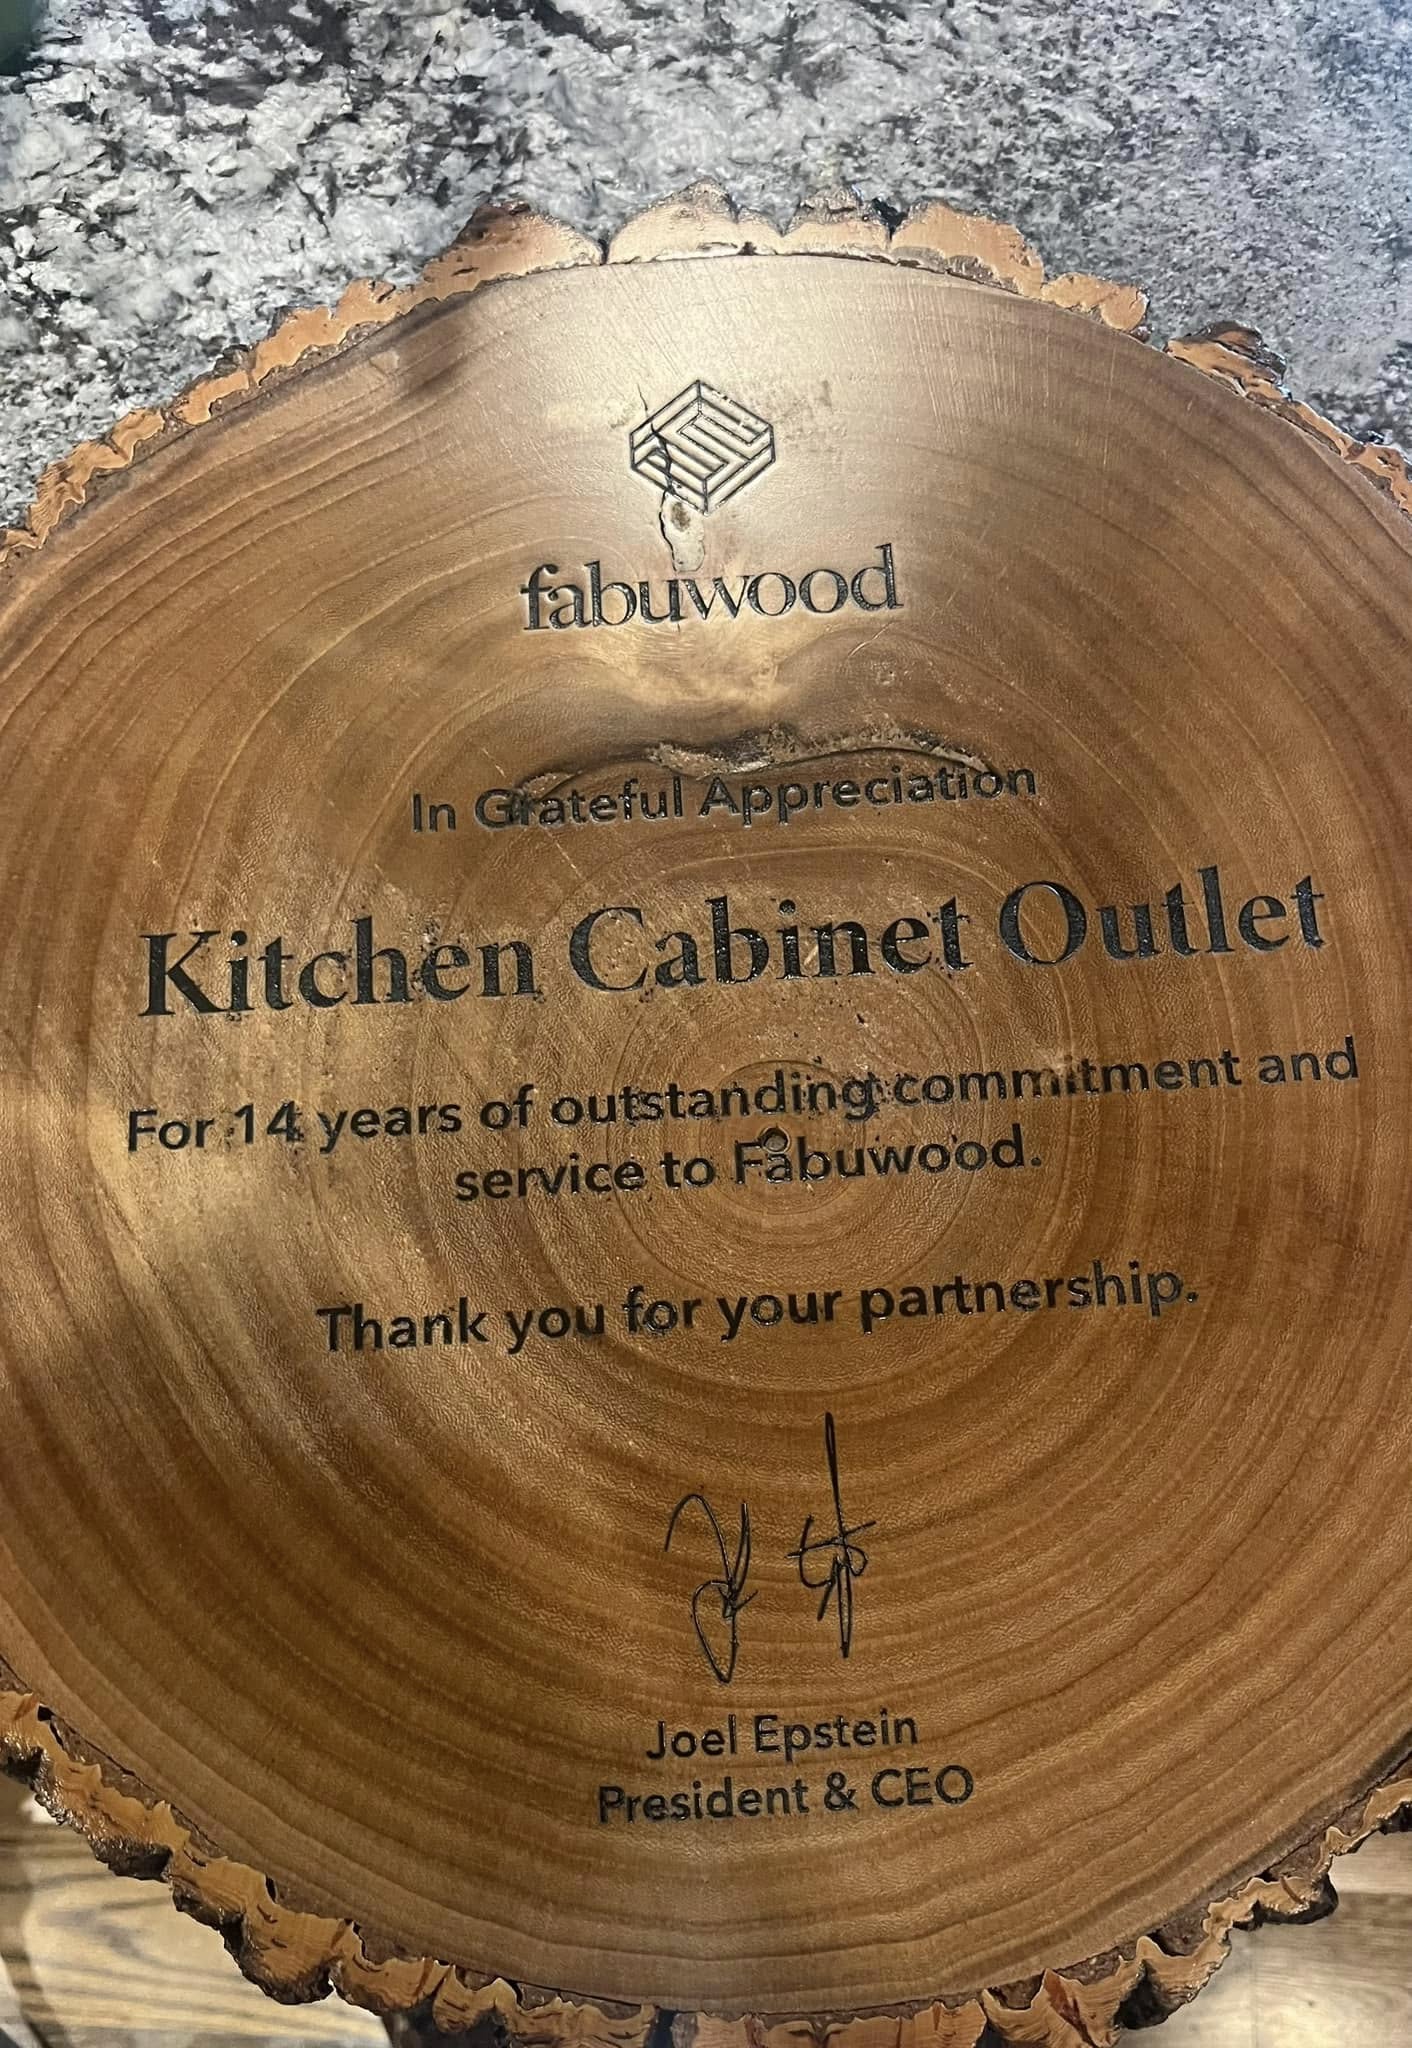 fabuwood
In Grateful Appreciation
Kitchen Cabinet Outlet
For 14 years of outstanding commitment and
service to Fabuwood.
Thank you for your partnership.
Joel Epstein
President & CEO